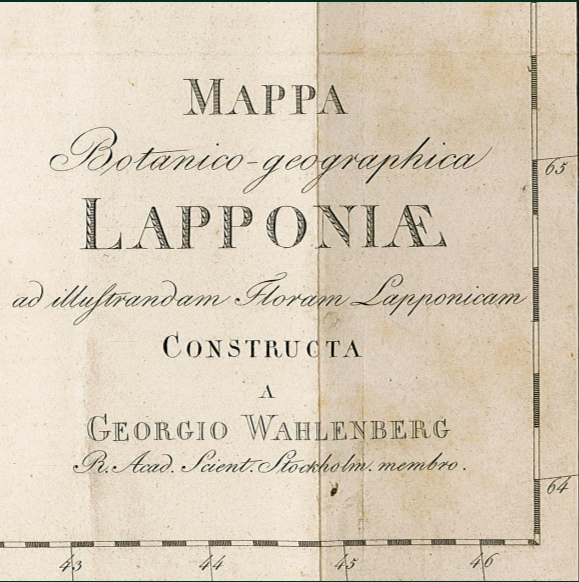 MAPPA
Botanico-geographica
LAPPONIÆ
ad illuſtrandam Floram Lapponicam
CONSTRUCTA
A
GEORGIO WAHLENBERG
R. Acad. Scient. Stockholm. membro.
65
64
43 44 45 46